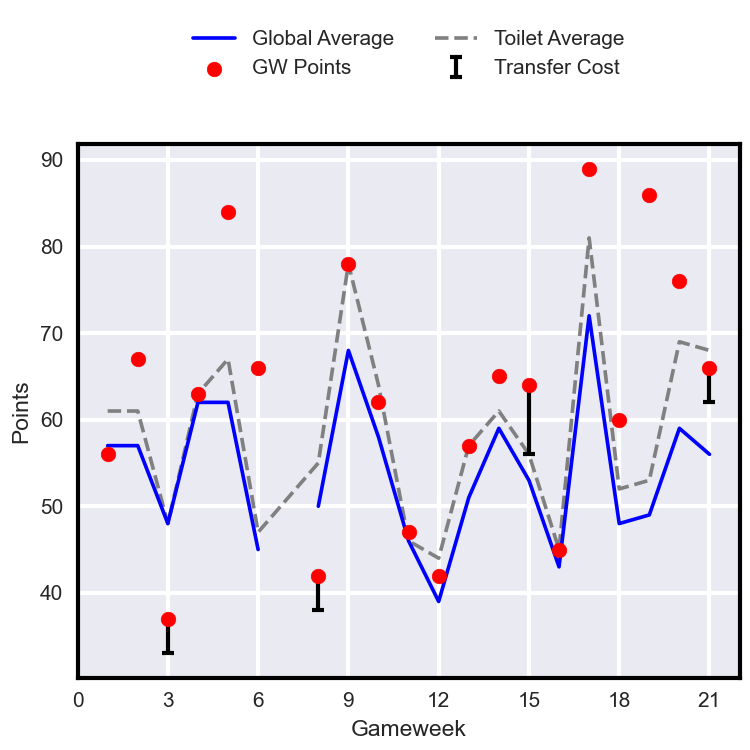 Global Average
Toilet Average
GW Points
Transfer Cost
90
80
70
60
50
40
Points
0 3 6 9 12 15 18 21
Gameweek